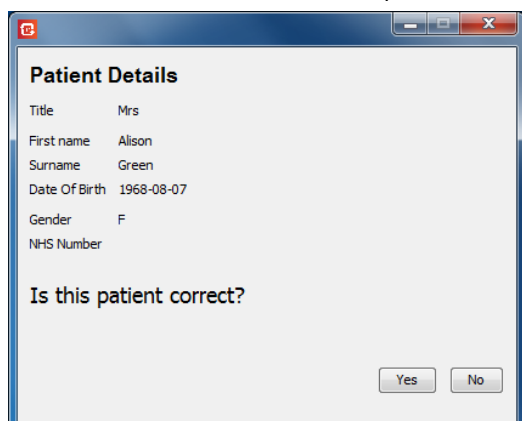 Patient Details
Title Mrs
First name Alison
Surname Green
Date Of Birth 1968-08-07
Gender F
NHS Number
Is this patient correct?
Yes No